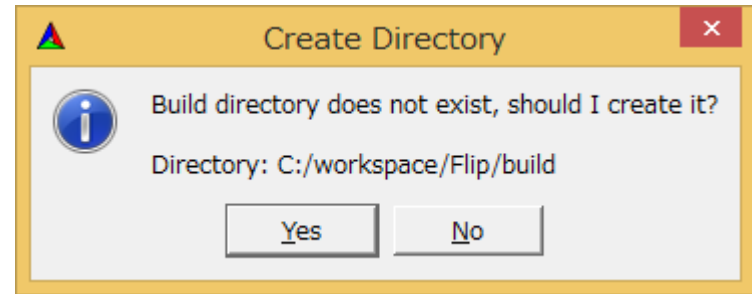 Create Directory
Build directory does not exist, should I create it?
Directory: C:/workspace/Flip/build
Yes
No